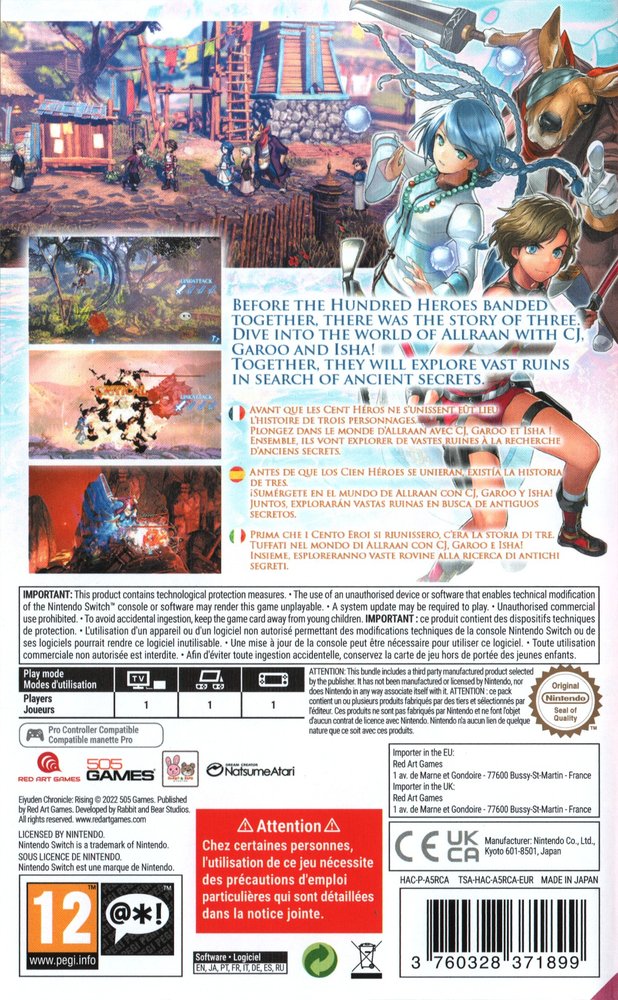 LINKATTACK
LINKATTACK
Before the Hundred Heroes banded
together, there was the story of three.
Dive into the world of Allraan with CJ,
Garoo and Isha!
Together, they will explore vast ruins
in search of ancient secrets.
Avant que les Cent Héros ne s'unissent eut lieu
l'histoire de trois personnages.
Plongez dans le monde d'Allraan avec CJ, Garoo et Isha !
Ensemble, ils vont explorer de vastes ruines à la recherche
d'anciens secrets.
Antes de que los Cien Héroes se unieran, existía la historia
de tres.
¡Sumérgete en el mundo de Allraan con CJ, Garoo y Isha!
Juntos, explorarán vastas ruinas en busca de antiguos
secretos.
Prima che i Cento Eroi si riunissero, c'era la storia di tre.
Tuffati nel mondo di Allraan con CJ, Garoo e Isha!
Insieme, esploreranno vaste rovine alla ricerca di antichi
segreti.
IMPORTANT: This product contains technological protection measures. • The use of an unauthorised device or software that enables technical modification
of the Nintendo Switch™ console or software may render this game unplayable. • A system update may be required to play. • Unauthorised commercial
use prohibited. • To avoid accidental ingestion, keep the game card away from young children. IMPORTANT : ce produit contient des dispositifs techniques
de protection. • L'utilisation d'un appareil ou d'un logiciel non autorisé permettant des modifications techniques de la console Nintendo Switch ou de
ses logiciels pourrait rendre ce logiciel inutilisable. • Une mise à jour de la console peut être nécessaire pour utiliser ce logiciel. • Toute utilisation
commerciale non autorisée est interdite. • Afin d'éviter toute ingestion accidentelle, conservez la carte de jeu hors de portée des jeunes enfants.
Play mode
Modes d'utilisation
TV
Players
Joueurs
1
1
1
Pro Controller Compatible
Compatible manette Pro
ATTENTION: This bundle includes a third party manufactured product selected
by the publisher. It has not been manufactured or licensed by Nintendo, nor
does Nintendo in any way associate itself with it. ATTENTION : ce pack
contient un ou plusieurs produits fabriqués par des tiers et sélectionnés par
l'éditeur. Ces produits ne sont pas fabriqués par Nintendo et ne font l'objet
d'aucun contrat de licence avec Nintendo. Nintendo n'a aucun lien de quelque
nature que ce soit avec ces produits.
Original
Nintendo
Seal of
Quality
RED ART GAMES
505
GAMES
DREAM CREATOR
NatsumeAtari
Importer in the EU:
Red Art Games
1 av. de Marne et Gondoire - 77600 Bussy-St-Martin - France
Importer in the UK:
Red Art Games
1 av. de Marne et Gondoire - 77600 Bussy-St-Martin - France
Eiyuden Chronicle: Rising © 2022 505 Games. Published
by Red Art Games. Developed by Rabbit and Bear Studios.
All rights reserved. www.redartgames.com
LICENSED BY NINTENDO.
Nintendo Switch is a trademark of Nintendo.
SOUS LICENCE DE NINTENDO.
Nintendo Switch est une marque de Nintendo.
Attention
Chez certaines personnes,
l'utilisation de ce jeu nécessite
des précautions d'emploi
particulières qui sont détaillées
dans la notice jointe.
CE UK CA
Manufacturer: Nintendo Co., Ltd.,
Kyoto 601-8501, Japan
HAC-P-A5RCA TSA-HAC-A5RCA-EUR MADE IN JAPAN
12
www.pegi.info
@*!
Software • Logiciel
EN, JA, PT, FR, IT, DE, ES, RU
3 760328 371899